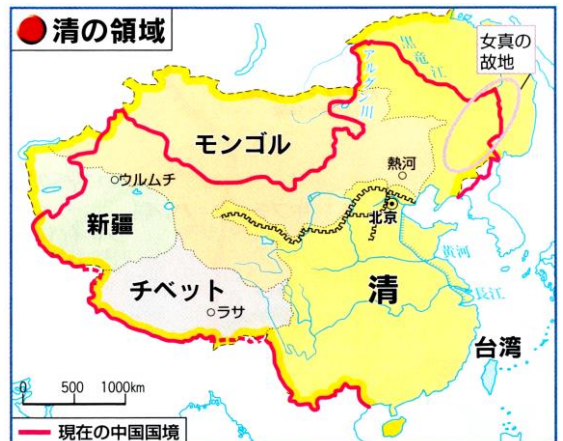 清の領域
女真の
故地
黒竜江
アルグン川
モンゴル
熱河
ウルムチ
北京
新疆
黄河
チベット
清
長江
ラサ
台湾
0 500 1000km
現在の中国国境